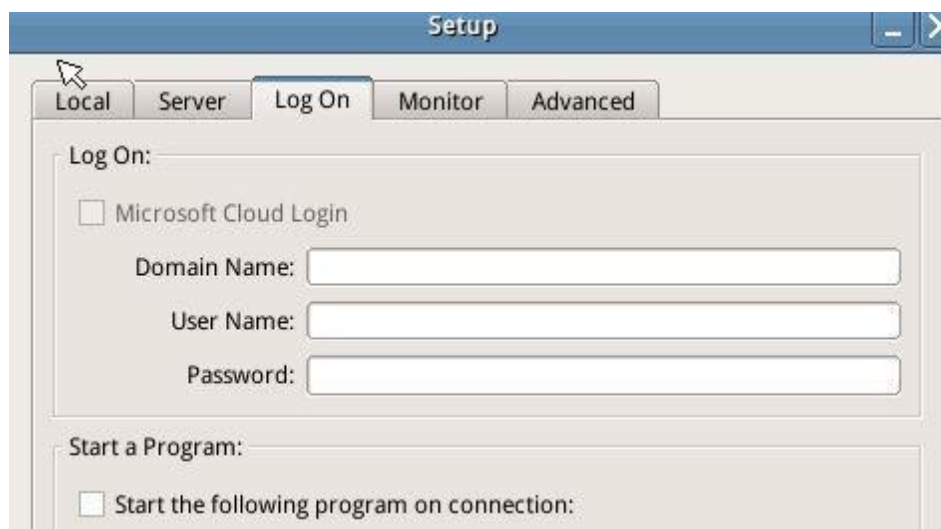 Setup
Local Server Log On Monitor Advanced
Log On:
Microsoft Cloud Login
Domain Name:
User Name:
Password:
Start a Program:
Start the following program on connection: